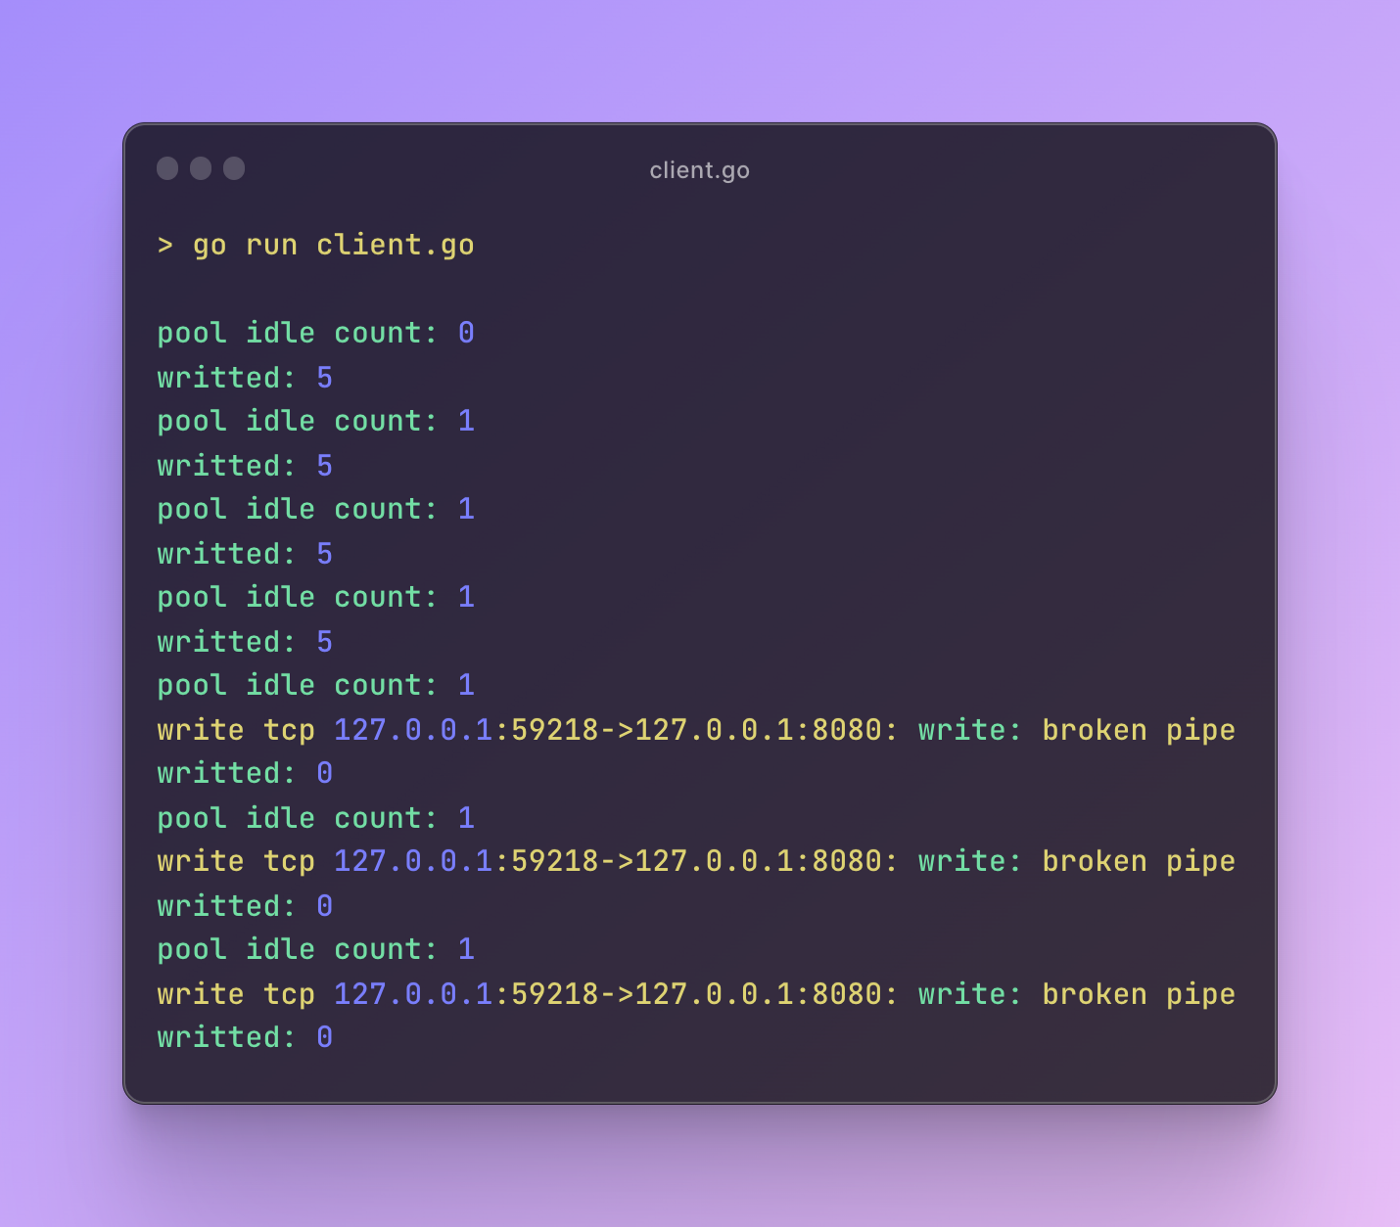 client.go
> go run client.go
pool idle count: 0
writted: 5
pool idle count: 1
writted: 5
pool idle count: 1
writted: 5
pool idle count: 1
writted: 5
pool idle count: 1
write tcp 127.0.0.1:59218->127.0.0.1:8080: write: broken pipe
writted: 0
pool idle count: 1
write tcp 127.0.0.1:59218->127.0.0.1:8080: write: broken pipe
writted: 0
pool idle count: 1
write tcp 127.0.0.1:59218->127.0.0.1:8080: write: broken pipe
writted: 0